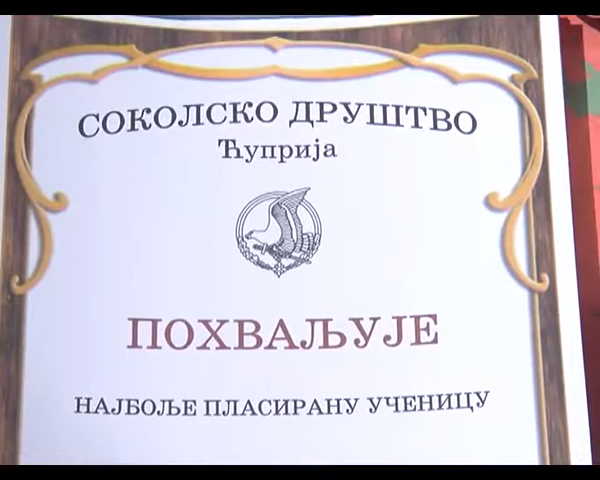 СОКОЛСКО ДРУШТВО
Ћуприја
ПОХВАЉУЈЕ
НАЈБОЉЕ ПЛАСИРАНУ УЧЕНИЦУ